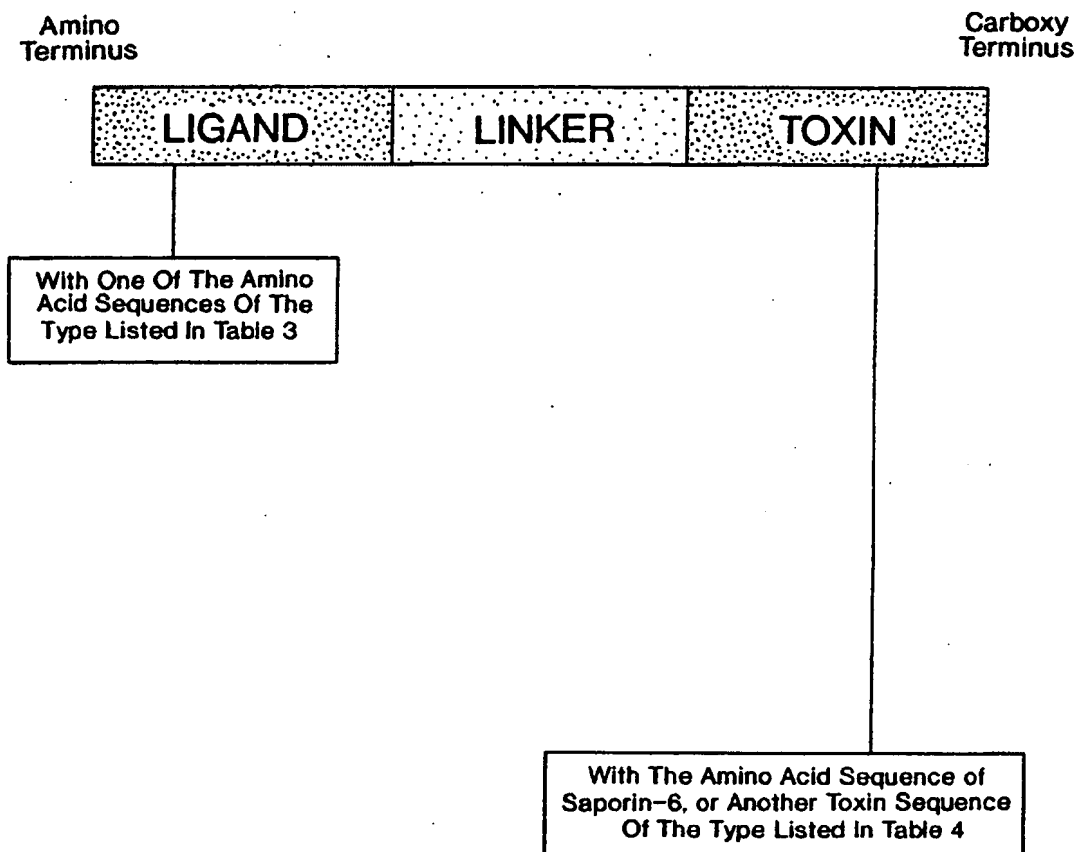 Amino
Terminus
Carboxy
Terminus
LIGAND
LINKER
TOXIN
With One Of The Amino
Acid Sequences Of The
Type Listed In Table 3
With The Amino Acid Sequence of
Saporin-6, or Another Toxin Sequence
Of The Type Listed In Table 4